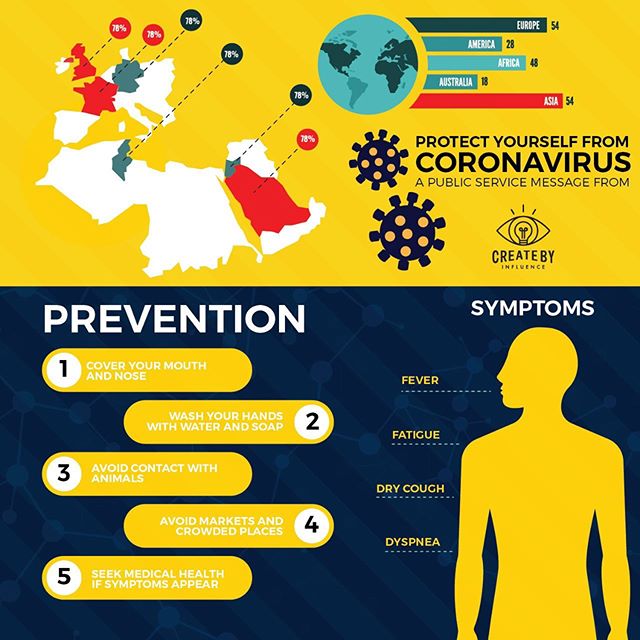 78%
78%
78%
78%
78%
78%
EUROPE 54
AMERICA 28
AFRICA 48
AUSTRALIA 18
ASIA 54
PROTECT YOURSELF FROM
CORONAVIRUS
A PUBLIC SERVICE MESSAGE FROM
CREATE BY
INFLUENCE
PREVENTION
1
COVER YOUR MOUTH
AND NOSE
WASH YOUR HANDS
WITH WATER AND SOAP
2
3
AVOID CONTACT WITH
ANIMALS
AVOID MARKETS AND
CROWDED PLACES
4
5
SEEK MEDICAL HEALTH
IF SYMPTOMS APPEAR
SYMPTOMS
FEVER
FATIGUE
DRY COUGH
DYSPNEA